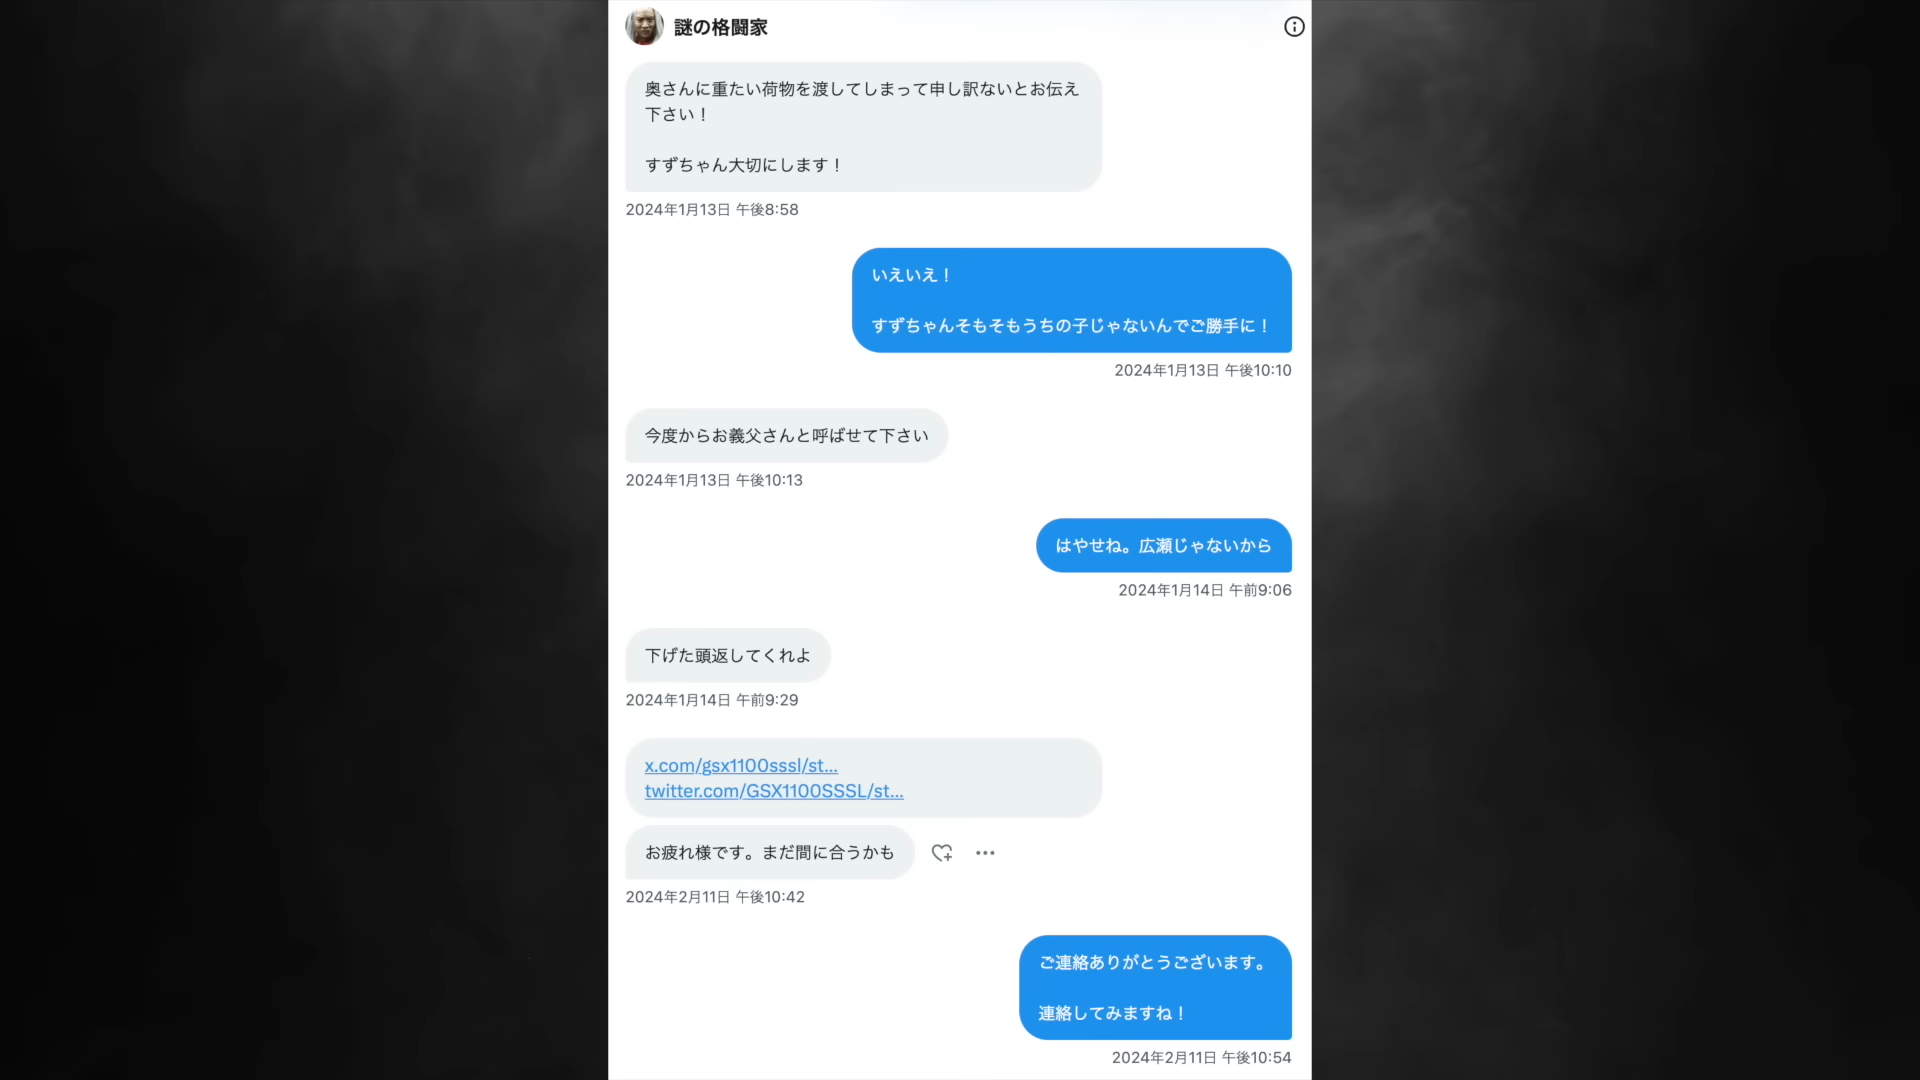 謎の格闘家
奥さんに重たい荷物を渡してしまって申し訳ないとお伝え
下さい！
すずちゃん大切にします！
2024年1月13日 午後8:58
いえいえ！
すずちゃんそもそもうちの子じゃないんでご勝手に！
2024年1月13日 午後10:10
今度からお義父さんと呼ばせて下さい
2024年1月13日 午後10:13
はやせね。広瀬じゃないから
2024年1月14日 午前9:06
下げた頭返してくれよ
2024年1月14日 午前9:29
x.com/gsx1100sssl/st...
twitter.com/GSX1100SSSL/st...
お疲れ様です。まだ間に合うかも
2024年2月11日 午後10:42
ご連絡ありがとうございます。
連絡してみますね！
2024年2月11日 午後10:54